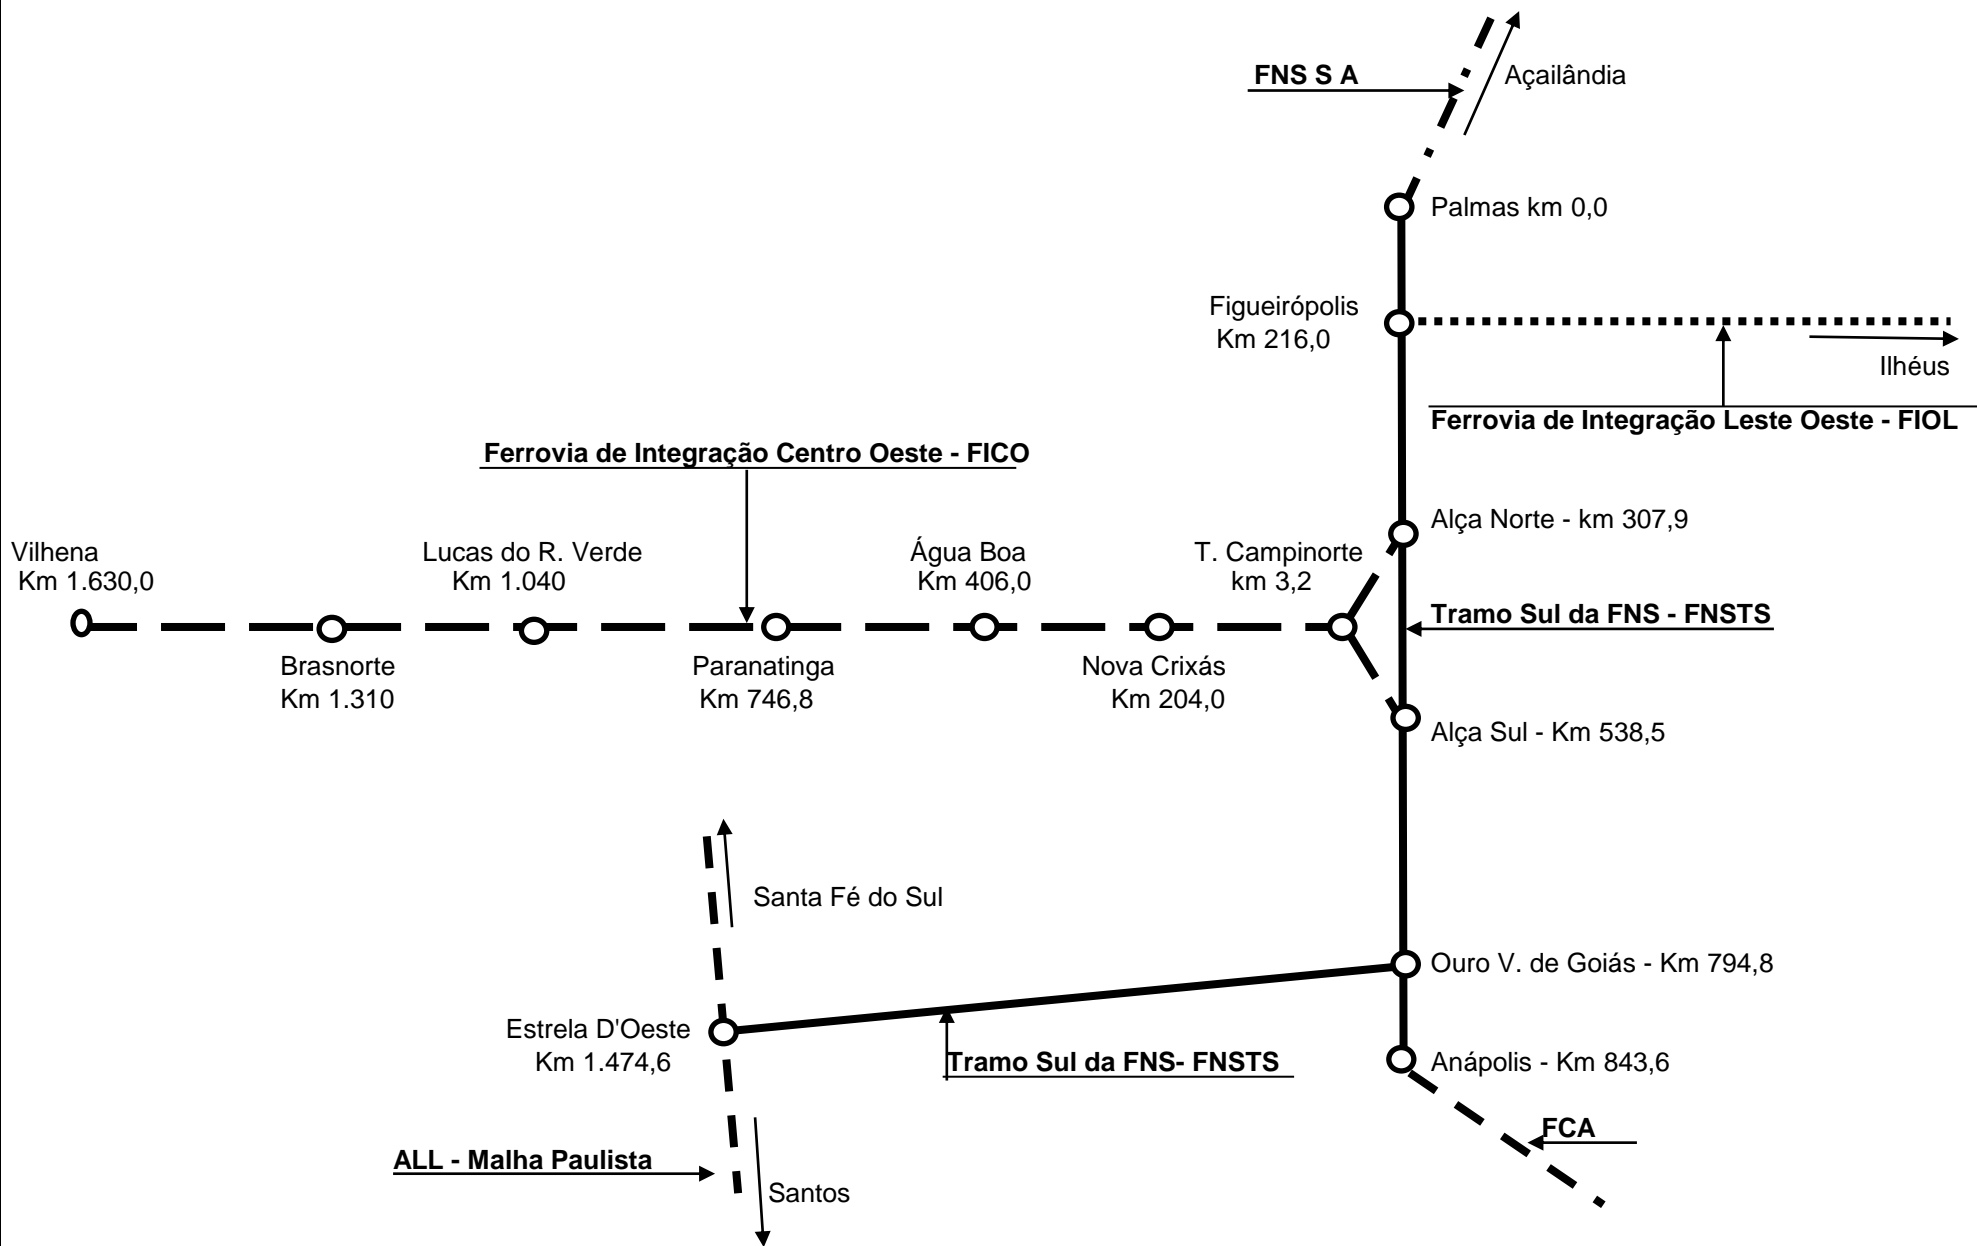 FNS S A
Açailândia
Palmas km 0,0
Figueirópolis
Km 216,0
Ilhéus
Ferrovia de Integração Leste Oeste - FIOL
Ferrovia de Integração Centro Oeste - FICO
Alça Norte - km 307,9
Vilhena
Km 1.630,0
Lucas do R. Verde
Km 1.040
Água Boa
Km 406,0
T. Campinorte
km 3,2
Tramo Sul da FNS - FNSTS
Brasnorte
Km 1.310
Paranatinga
Km 746,8
Nova Crixás
Km 204,0
Alça Sul - Km 538,5
Santa Fé do Sul
Ouro V. de Goiás - Km 794,8
Estrela D'Oeste
Km 1.474,6
Tramo Sul da FNS- FNSTS
Anápolis - Km 843,6
FCA
ALL - Malha Paulista
Santos